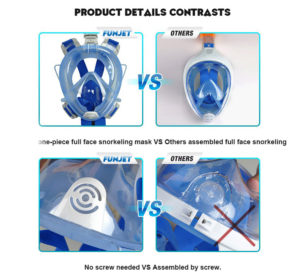 PRODUCT DETAILS CONTRASTS
FUNJET
OTHERS
VS
one-piece full face snorkeling mask VS Others assembled full face snorkeling
FUNJET
OTHERS
VS
No screw needed VS Assembled by screw.